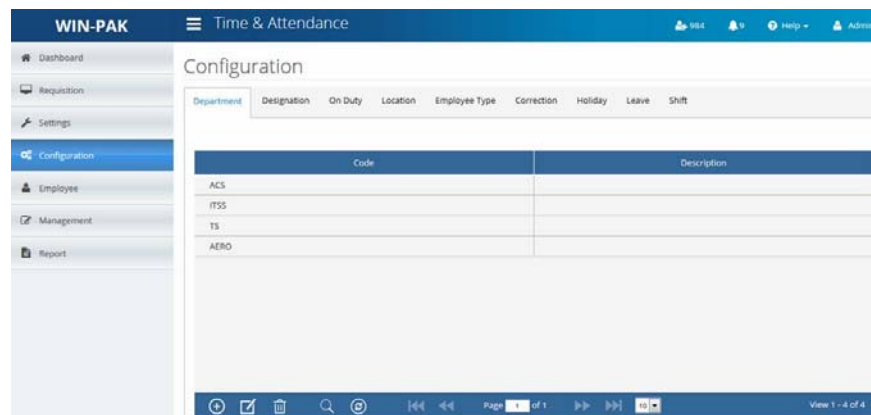 WIN-PAK
Time & Attendance
984
9
Help
Admi
Dashboard
Requisition
Settings
Configuration
Employee
Management
Report
Configuration
Department Designation On Duty Location Employee Type Correction Holiday Leave Shift
Code Description
ACS
ITSS
TS
AERO
Page 1 of 1 10 View 1 - 4 of 4